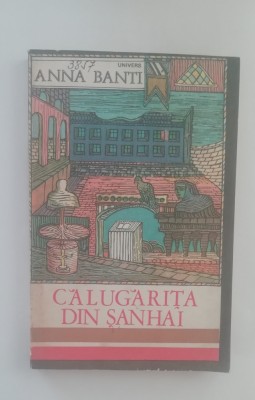 UNIVERS
3857
ANNA BANTI
CĂLUGĂRIȚA
DIN ȘANHAI